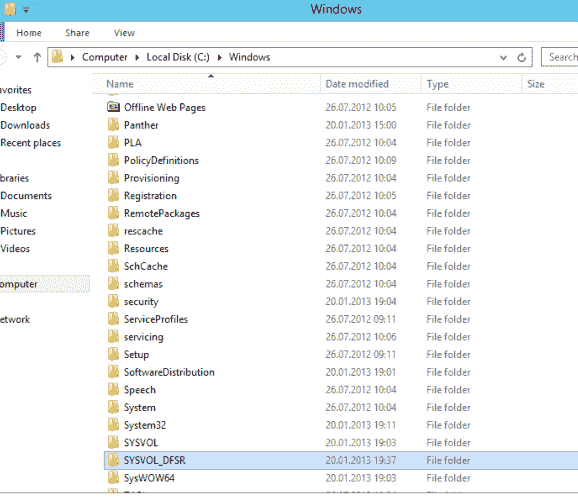 Windows
Home Share View
Computer Local Disk (C:) Windows Search
Name Date modified Type Size
avorites
Desktop
Downloads
Recent places
ibraries
Documents
Music
Pictures
Videos
omputer
etwork
Offline Web Pages 26.07.2012 10:05 File folder
Panther 20.01.2013 15:00 File folder
PLA 26.07.2012 10:04 File folder
PolicyDefinitions 26.07.2012 10:09 File folder
Provisioning 26.07.2012 10:04 File folder
Registration 26.07.2012 10:05 File folder
RemotePackages 26.07.2012 10:04 File folder
rescache 26.07.2012 10:04 File folder
Resources 26.07.2012 10:04 File folder
SchCache 26.07.2012 10:04 File folder
schemas 26.07.2012 10:04 File folder
security 20.01.2013 19:04 File folder
ServiceProfiles 26.07.2012 09:11 File folder
servicing 26.07.2012 10:06 File folder
Setup 26.07.2012 09:11 File folder
SoftwareDistribution 20.01.2013 19:01 File folder
Speech 26.07.2012 10:04 File folder
System 26.07.2012 10:04 File folder
System32 20.01.2013 19:11 File folder
SYSVOL 20.01.2013 19:03 File folder
SYSVOL_DFSR 20.01.2013 19:37 File folder
SysWOW64 20.01.2013 19:03 File folder